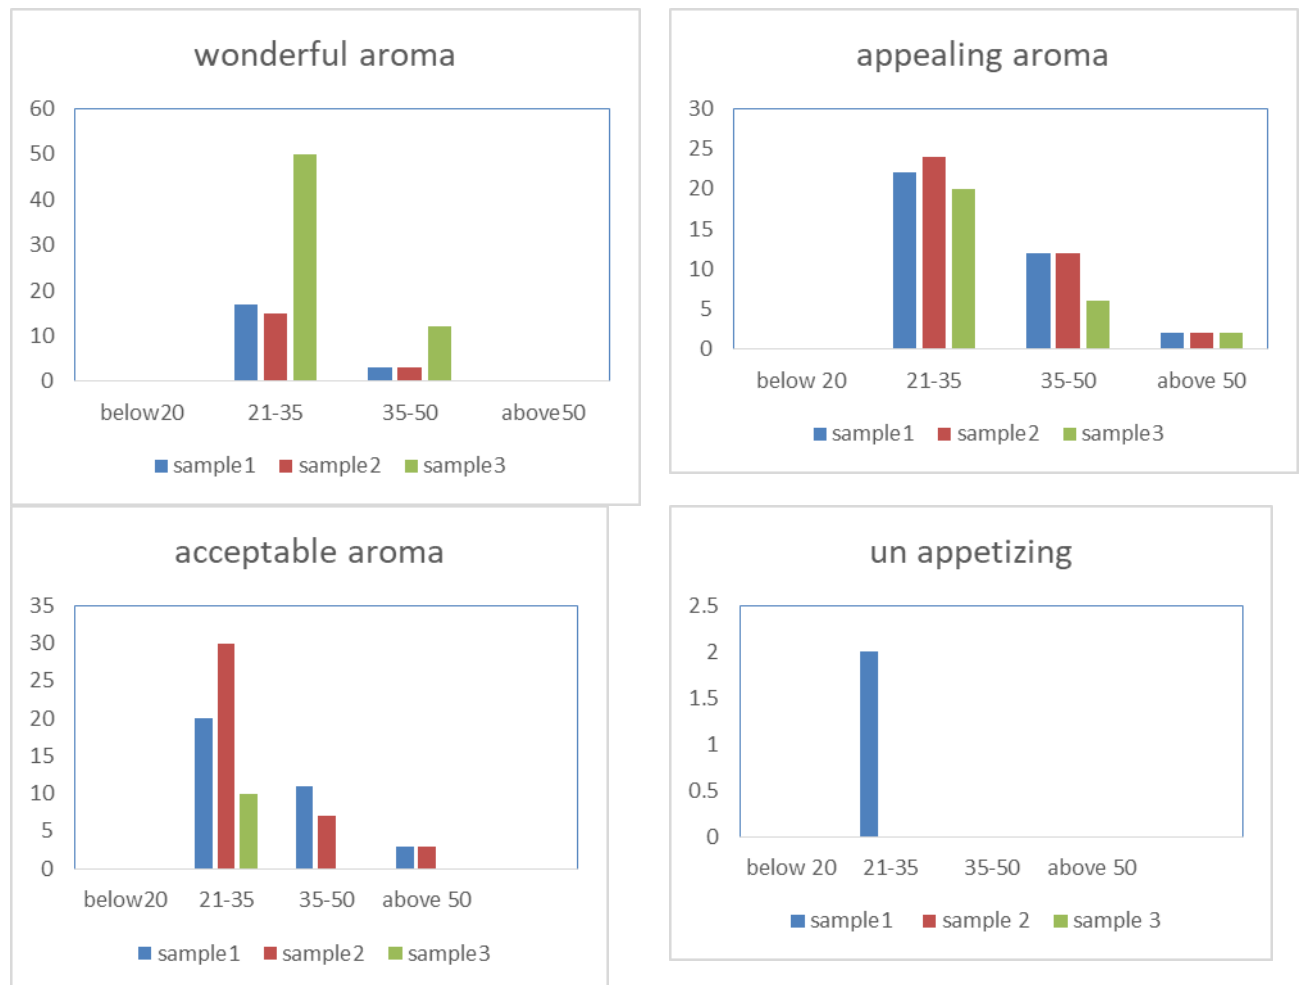 wonderful aroma
60
50
40
30
20
10
0
below20 21-35 35-50 above50
sample1 sample2 sample3
appealing aroma
30
25
20
15
10
5
0
below 20 21-35 35-50 above 50
sample1 sample2 sample3
acceptable aroma
35
30
25
20
15
10
5
0
below20 21-35 35-50 above 50
sample1 sample2 sample3
un appetizing
2.5
2
1.5
1
0.5
0
below 20 21-35 35-50 above 50
sample1 sample 2 sample 3